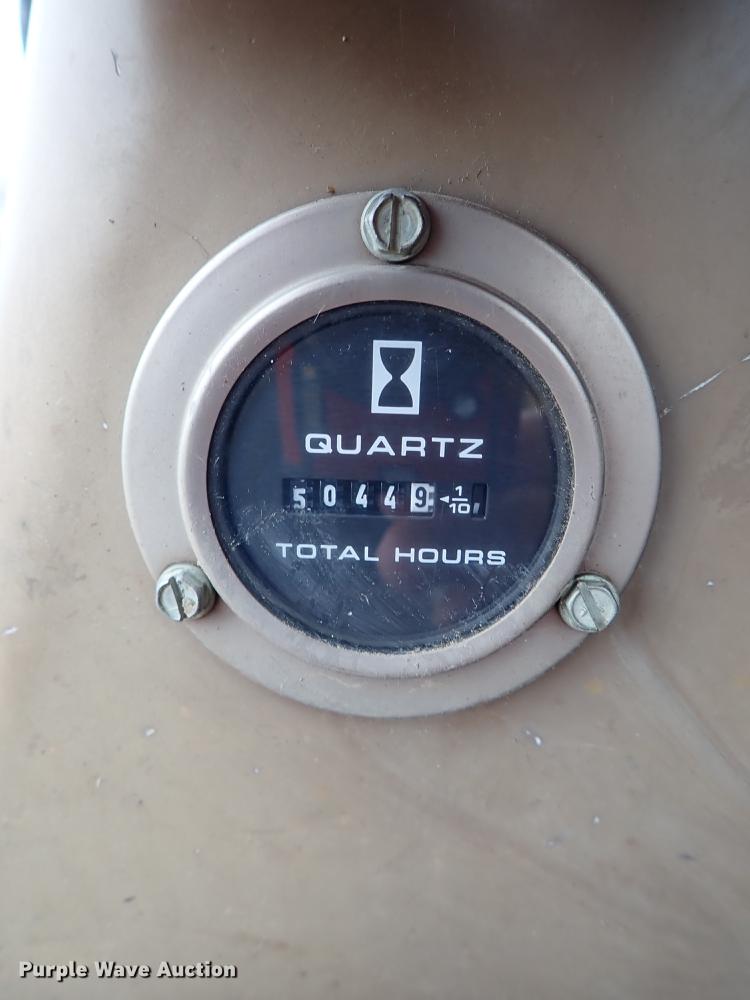 QUARTZ
50449 ◄1/10
TOTAL HOURS
Purple Wave Auction